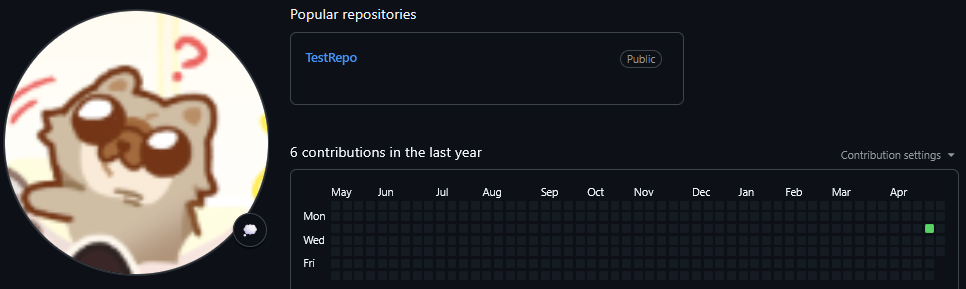 Popular repositories
TestRepo
Public
6 contributions in the last year
Contribution settings
May Jun Jul Aug Sep Oct Nov Dec Jan Feb Mar Apr
Mon
Wed
Fri
?